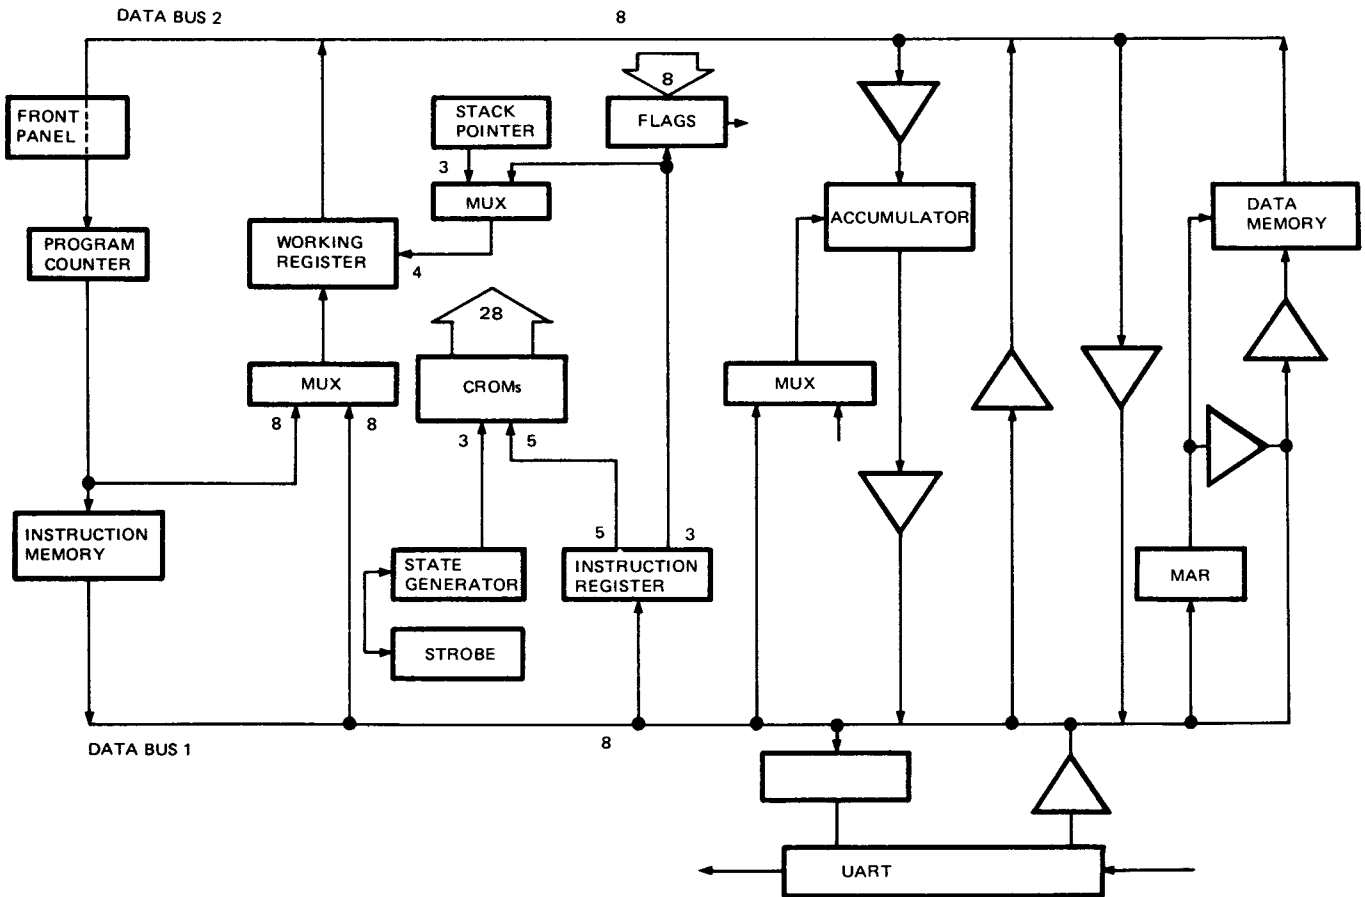 DATA BUS 2
8
FRONT
PANEL
STACK
POINTER
8
FLAGS
3
MUX
PROGRAM
COUNTER
WORKING
REGISTER
4
ACCUMULATOR
DATA
MEMORY
28
MUX
CROMs
MUX
8
8
3
5
INSTRUCTION
MEMORY
5
3
STATE
GENERATOR
INSTRUCTION
REGISTER
MAR
STROBE
DATA BUS 1
8
UART